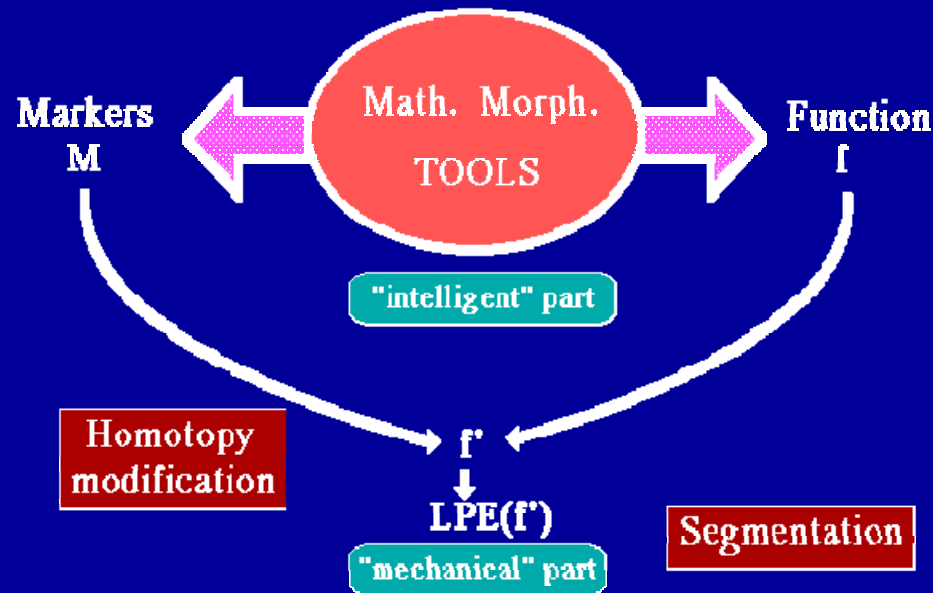 Math. Morph.
TOOLS
Markers
M
Function
f
"intelligent" part
Homotopy
modification
f'
LPE(f')
"mechanical" part
Segmentation